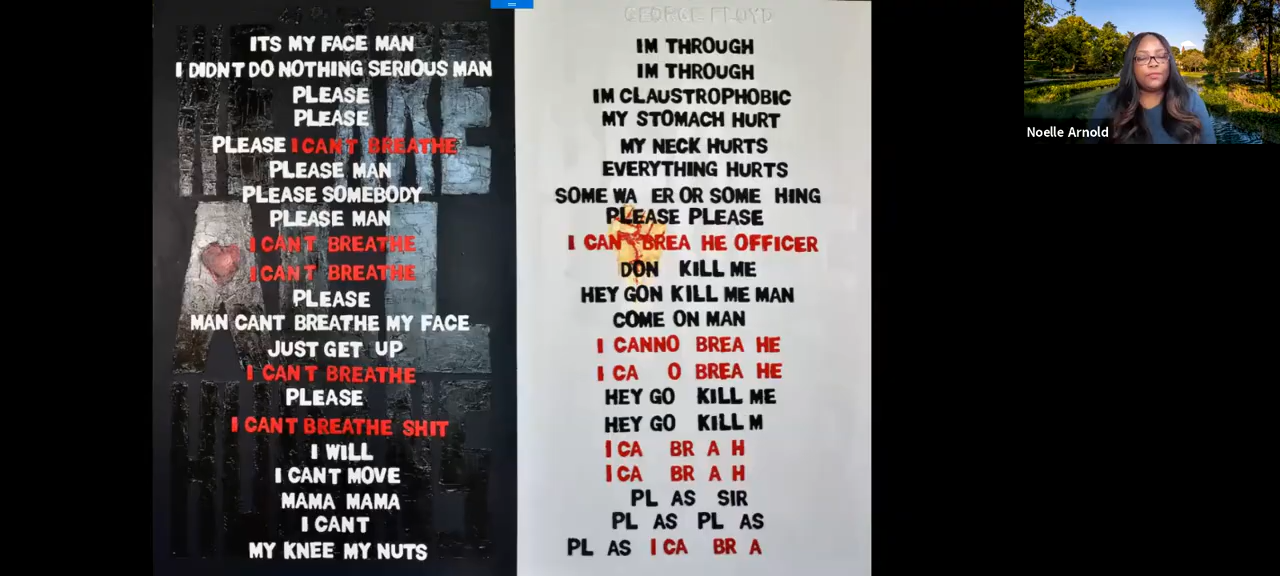 ITS MY FACE MAN
I DIDNT DO NOTHING SERIOUS MAN
PLEASE
PLEASE
PLEASE I CANT BREATHE
PLEASE MAN
PLEASE SOMEBODY
PLEASE MAN
I CANT BREATHE
I CANT BREATHE
PLEASE
MAN CANT BREATHE MY FACE
JUST GET UP
I CANT BREATHE
PLEASE
I CANT BREATHE SHIT
I WILL
I CANT MOVE
MAMA MAMA
I CANT
MY KNEE MY NUTS
GEORGE FLOYD
IM THROUGH
IM THROUGH
IM CLAUSTROPHOBIC
MY STOMACH HURT
MY NECK HURTS
EVERYTHING HURTS
SOME WA ER OR SOME HING
PLEASE PLEASE
I CAN BREA HE OFFICER
DON KILL ME
HEY GON KILL ME MAN
COME ON MAN
I CANNO BREA HE
I CA O BREA HE
HEY GO KILL ME
HEY GO KILL M
I CA BR A H
I CA BR A H
PL AS SIR
PL AS PL AS
PL AS I CA BR A
Noelle Arnold